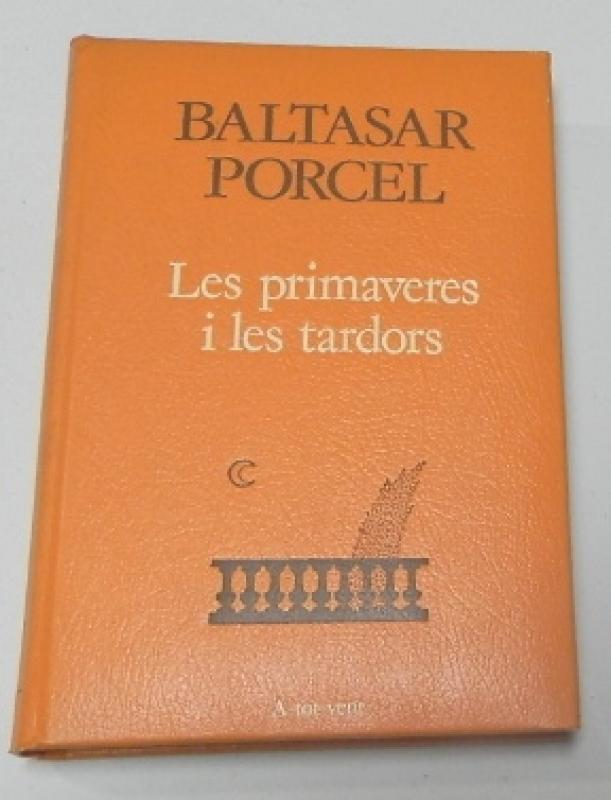 BALTASAR
PORCEL
Les primaveres
i les tardors
A tot vent